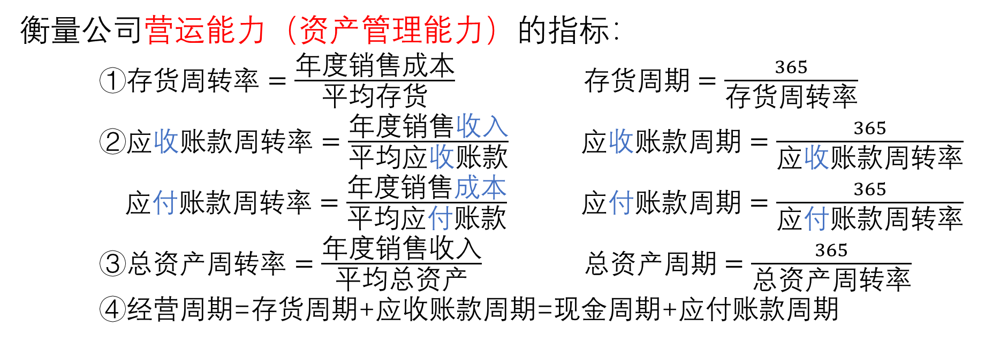 衡量公司营运能力（资产管理能力）的指标：
①存货周转率 = 年度销售成本/平均存货 存货周期 = 365/存货周转率
②应收账款周转率 = 年度销售收入/平均应收账款 应收账款周期 = 365/应收账款周转率
应付账款周转率 = 年度销售成本/平均应付账款 应付账款周期 = 365/应付账款周转率
③总资产周转率 = 年度销售收入/平均总资产 总资产周期 = 365/总资产周转率
④经营周期=存货周期+应收账款周期=现金周期+应付账款周期